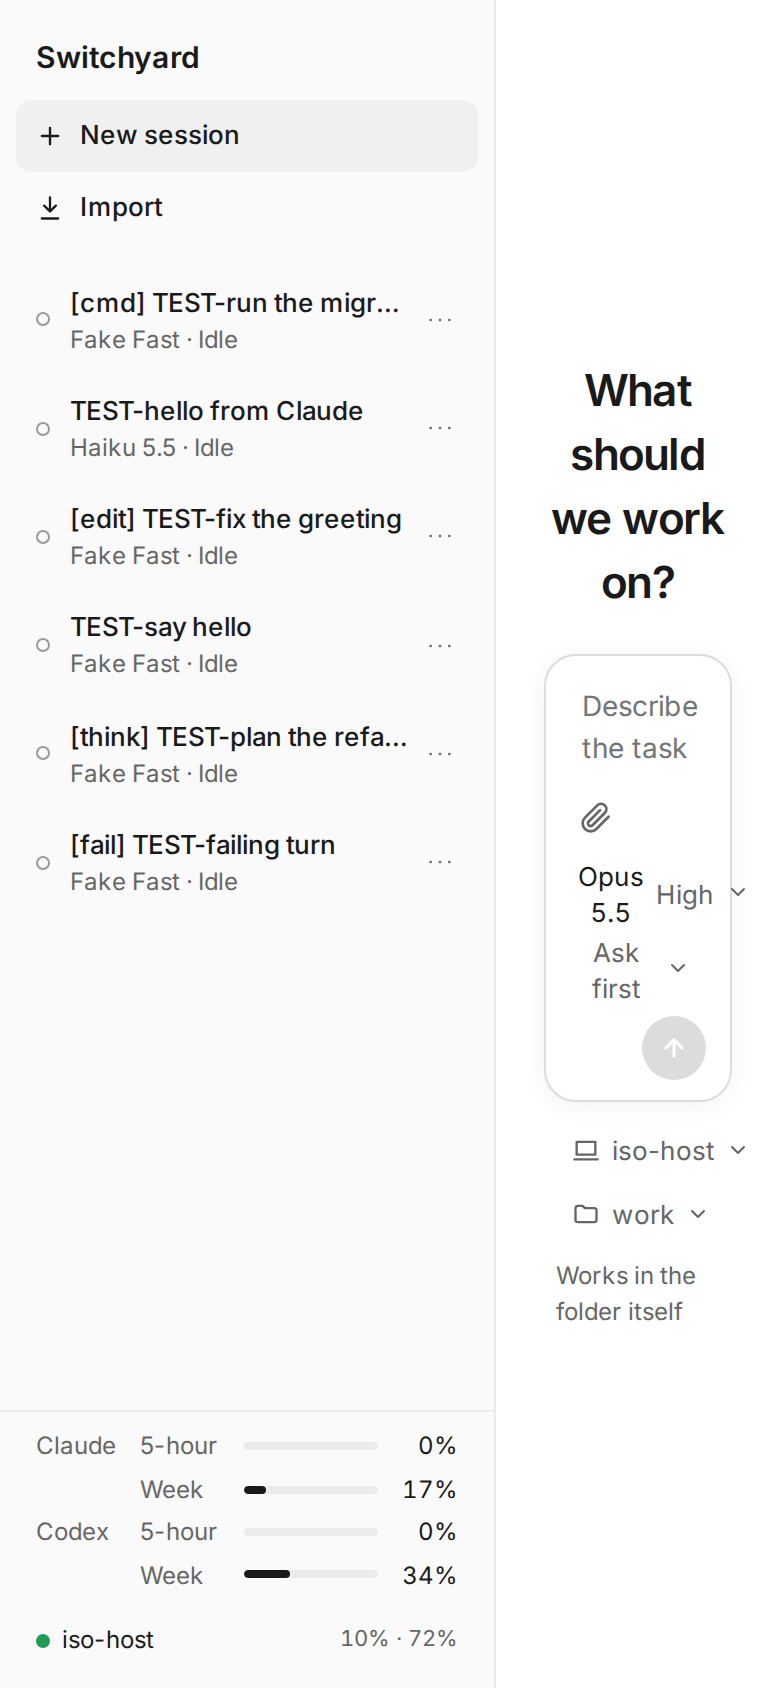 Switchyard
New session
Import
[cmd] TEST-run the migr...
Fake Fast · Idle
TEST-hello from Claude
Haiku 5.5 · Idle
[edit] TEST-fix the greeting
Fake Fast · Idle
TEST-say hello
Fake Fast · Idle
[think] TEST-plan the refa...
Fake Fast · Idle
[fail] TEST-failing turn
Fake Fast · Idle
Claude 5-hour 0%
Week 17%
Codex 5-hour 0%
Week 34%
iso-host 10% · 72%
What
should
we work
on?
Describe
the task
Opus
5.5
High
Ask
first
iso-host
work
Works in the
folder itself